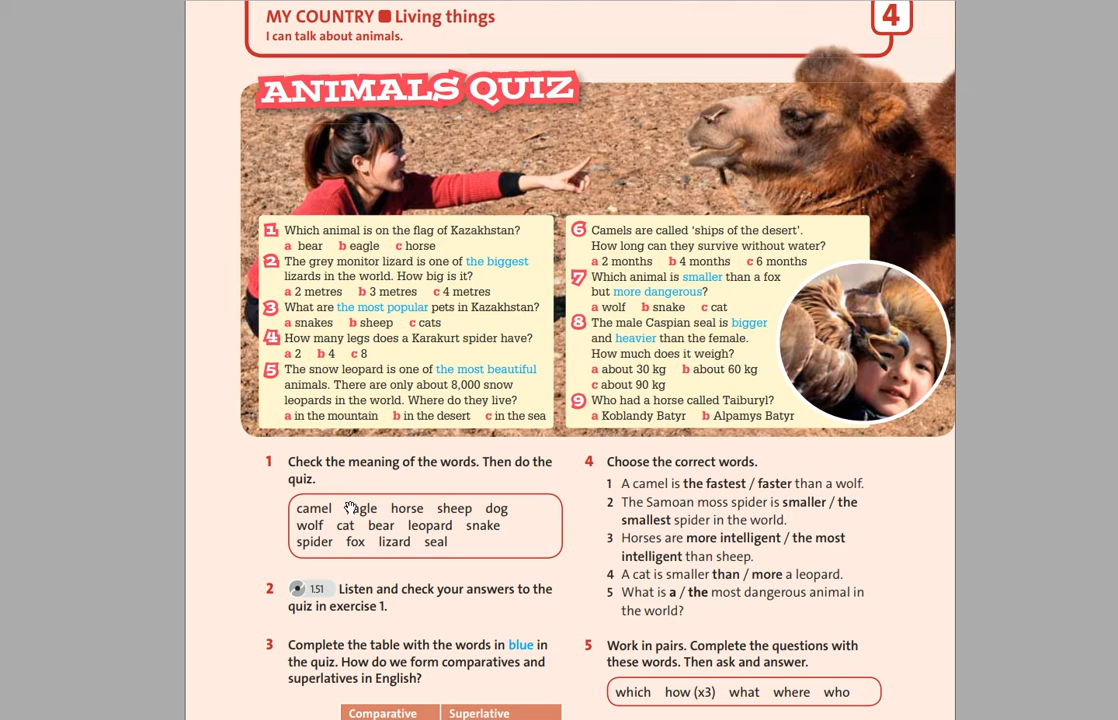 MY COUNTRY ■ Living things
4
I can talk about animals.
ANIMALS QUIZ
1 Which animal is on the flag of Kazakhstan?
a bear b eagle c horse
2 The grey monitor lizard is one of the biggest
lizards in the world. How big is it?
a 2 metres b 3 metres c 4 metres
3 What are the most popular pets in Kazakhstan?
a snakes b sheep c cats
4 How many legs does a Karakurt spider have?
a 2 b 4 c 8
5 The snow leopard is one of the most beautiful
animals. There are only about 8,000 snow
leopards in the world. Where do they live?
a in the mountain b in the desert c in the sea
6 Camels are called ‘ships of the desert’.
How long can they survive without water?
a 2 months b 4 months c 6 months
7 Which animal is smaller than a fox
but more dangerous?
a wolf b snake c cat
8 The male Caspian seal is bigger
and heavier than the female.
How much does it weigh?
a about 30 kg b about 60 kg
c about 90 kg
9 Who had a horse called Taiburyl?
a Koblandy Batyr b Alpamys Batyr
1 Check the meaning of the words. Then do the
quiz.
camel eagle horse sheep dog
wolf cat bear leopard snake
spider fox lizard seal
2 1.51 Listen and check your answers to the
quiz in exercise 1.
3 Complete the table with the words in blue in
the quiz. How do we form comparatives and
superlatives in English?
Comparative Superlative
4 Choose the correct words.
1 A camel is the fastest / faster than a wolf.
2 The Samoan moss spider is smaller / the
smallest spider in the world.
3 Horses are more intelligent / the most
intelligent than sheep.
4 A cat is smaller than / more a leopard.
5 What is a / the most dangerous animal in
the world?
5 Work in pairs. Complete the questions with
these words. Then ask and answer.
which how (x3) what where who